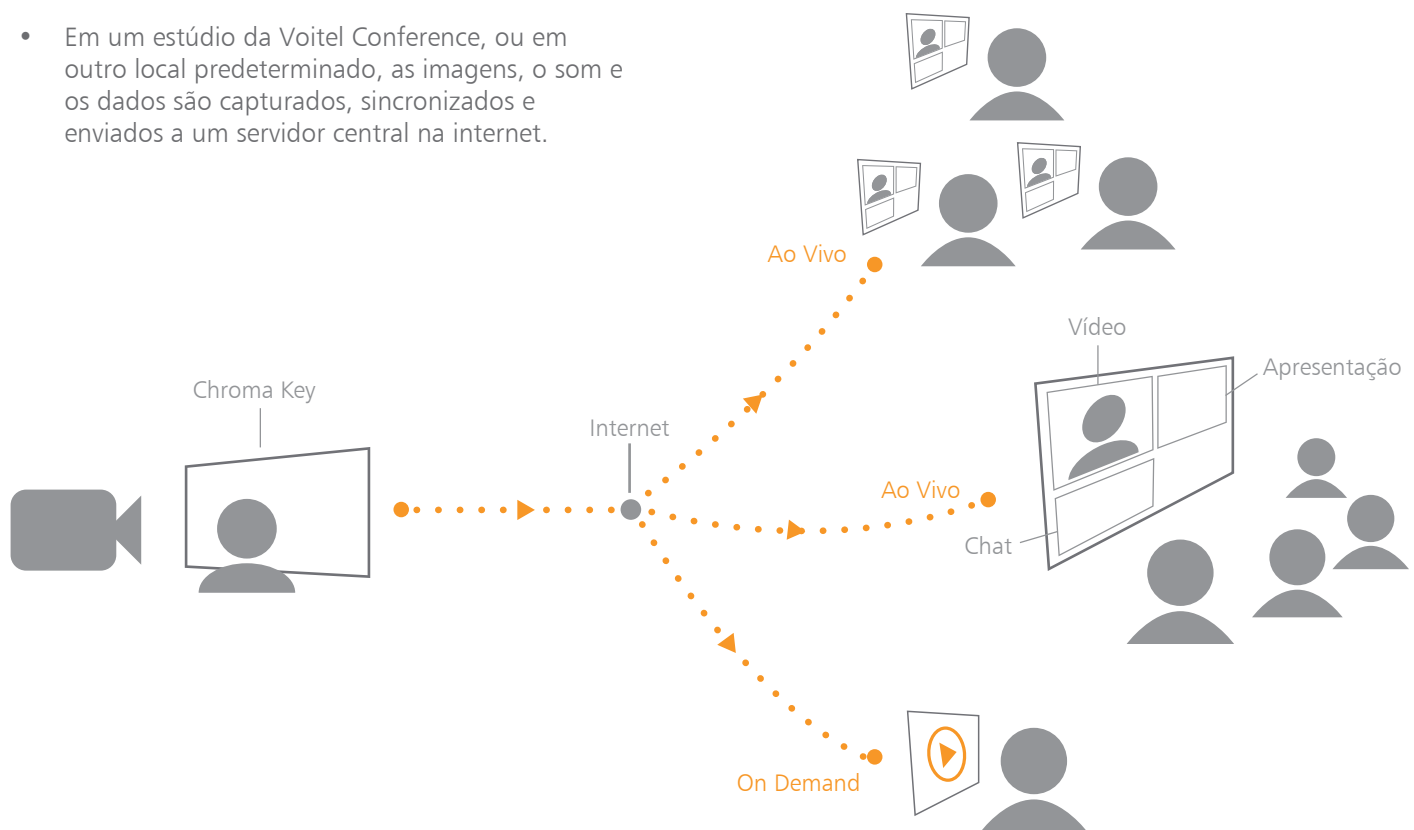 • Em um estúdio da Voitel Conference, ou em
outro local predeterminado, as imagens, o som e
os dados são capturados, sincronizados e
enviados a um servidor central na internet.
Ao Vivo
Vídeo
Apresentação
Chroma Key
Internet
Ao Vivo
Chat
On Demand